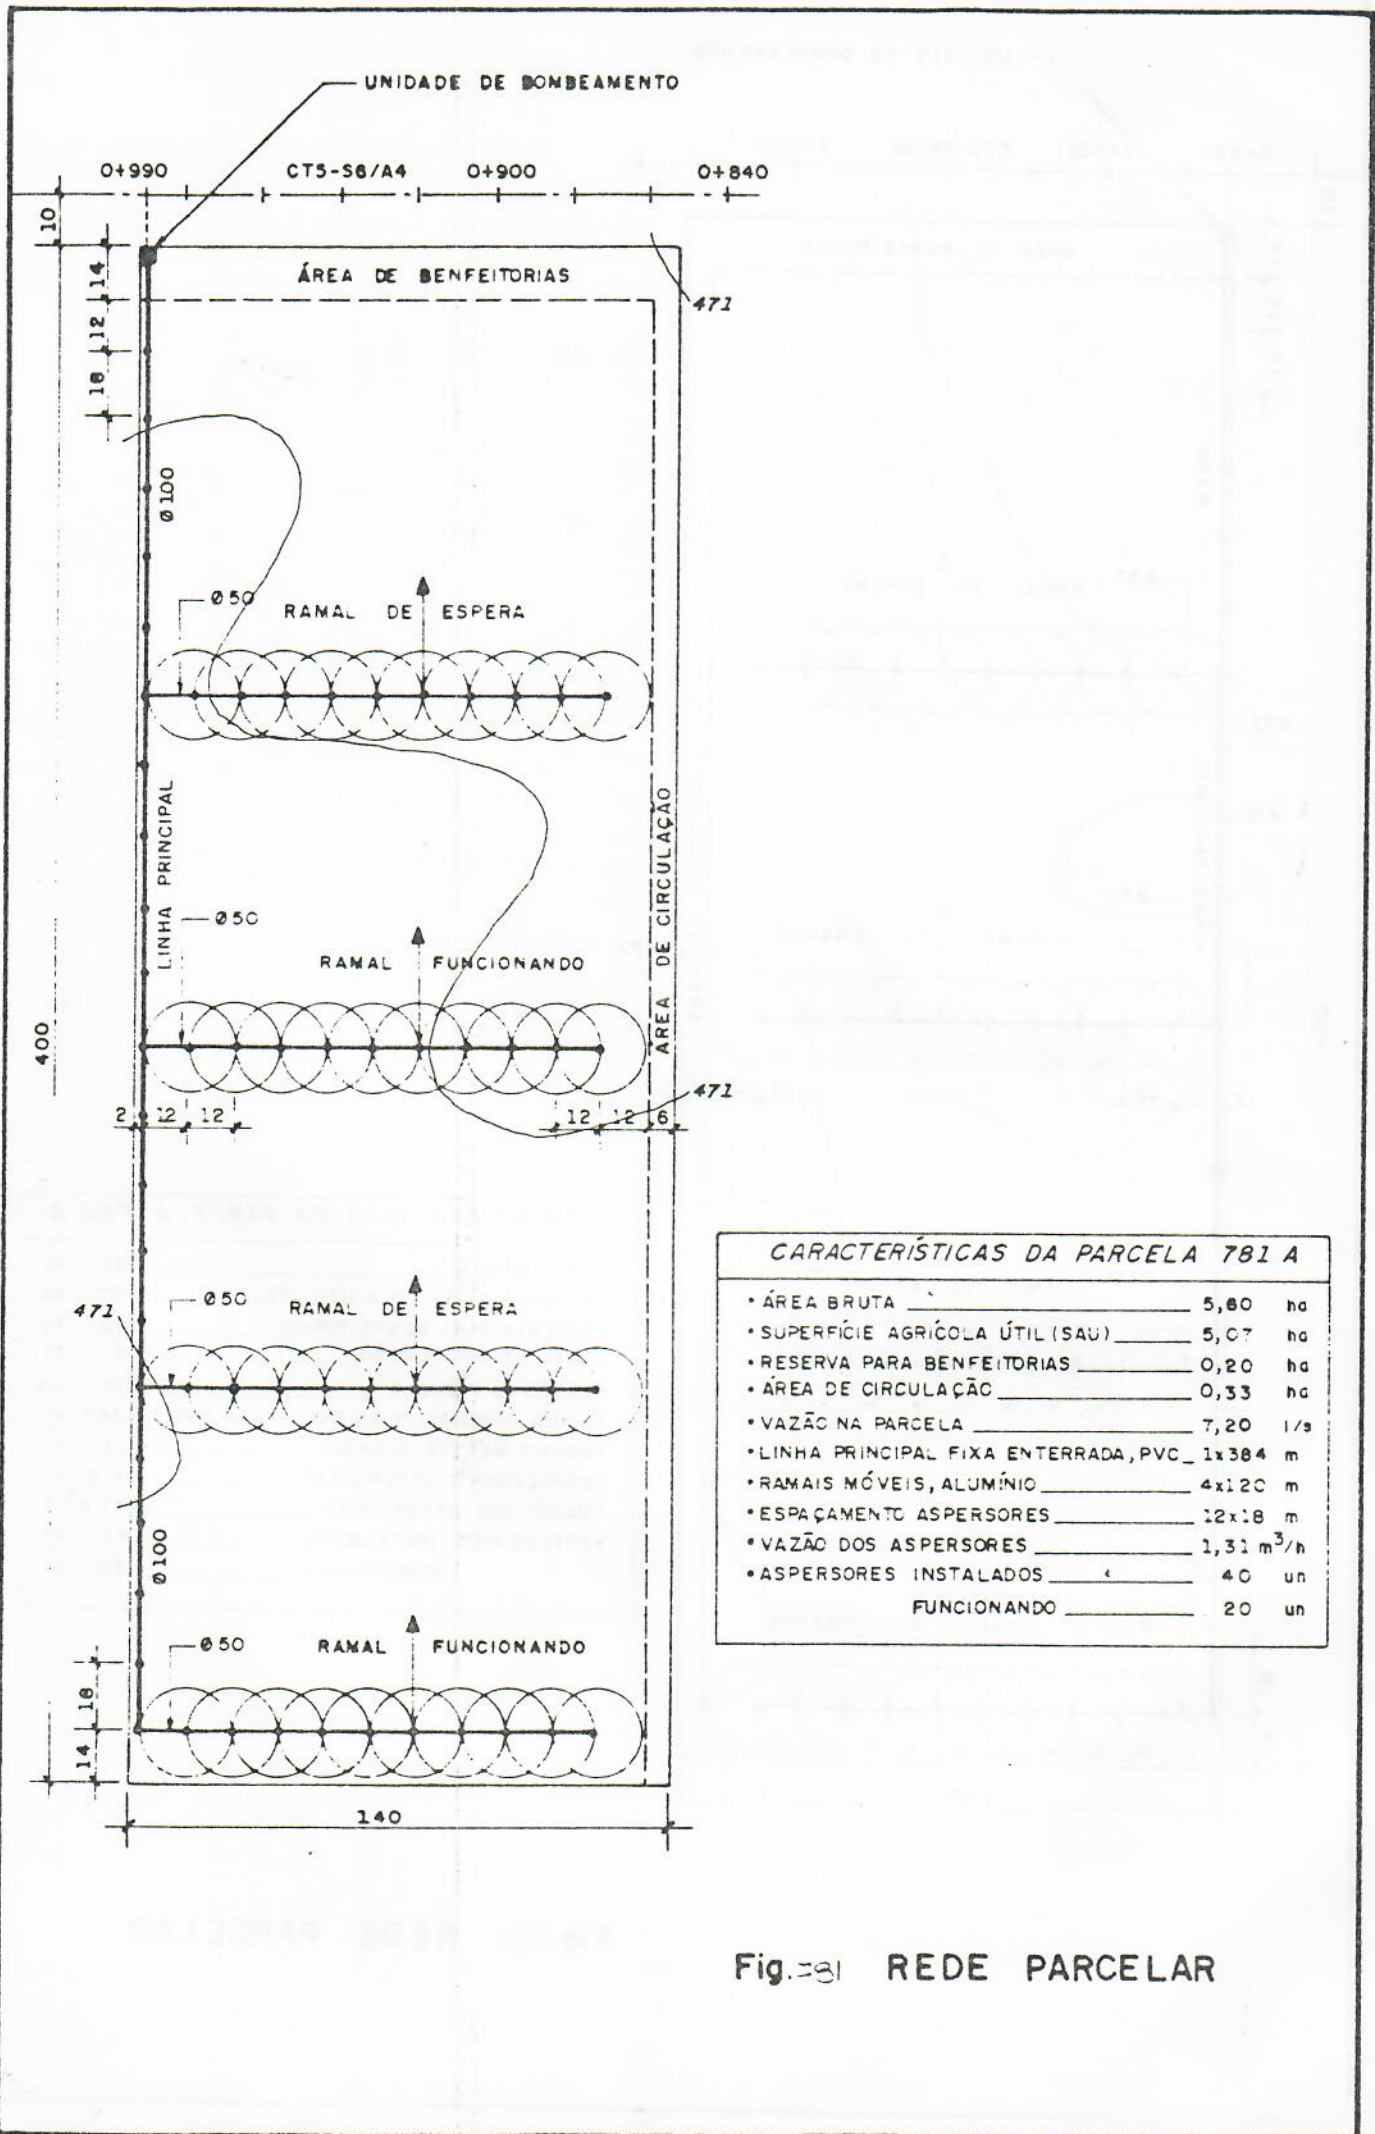 UNIDADE DE BOMBEAMENTO
0+990 CT5-S6/A4 0+900 0+840
10
14
ÁREA DE BENFEITORIAS
471
12
18
Ø100
Ø50
RAMAL DE ESPERA
LINHA PRINCIPAL
ÁREA DE CIRCULAÇÃO
Ø50
RAMAL FUNCIONANDO
400
471
2 12 12 12 12 6
471
Ø50
RAMAL DE ESPERA
Ø100
Ø50
RAMAL FUNCIONANDO
18
14
140
CARACTERÍSTICAS DA PARCELA 781 A
• ÁREA BRUTA 5,60 ha
• SUPERFÍCIE AGRÍCOLA ÚTIL (SAU) 5,07 ha
• RESERVA PARA BENFEITORIAS 0,20 ha
• ÁREA DE CIRCULAÇÃO 0,33 ha
• VAZÃO NA PARCELA 7,20 l/s
• LINHA PRINCIPAL FIXA ENTERRADA, PVC 1x384 m
• RAMAIS MÓVEIS, ALUMÍNIO 4x120 m
• ESPAÇAMENTO ASPERSORES 12x18 m
• VAZÃO DOS ASPERSORES 1,31 m³/h
• ASPERSORES INSTALADOS 40 un
FUNCIONANDO 20 un
Fig. REDE PARCELAR